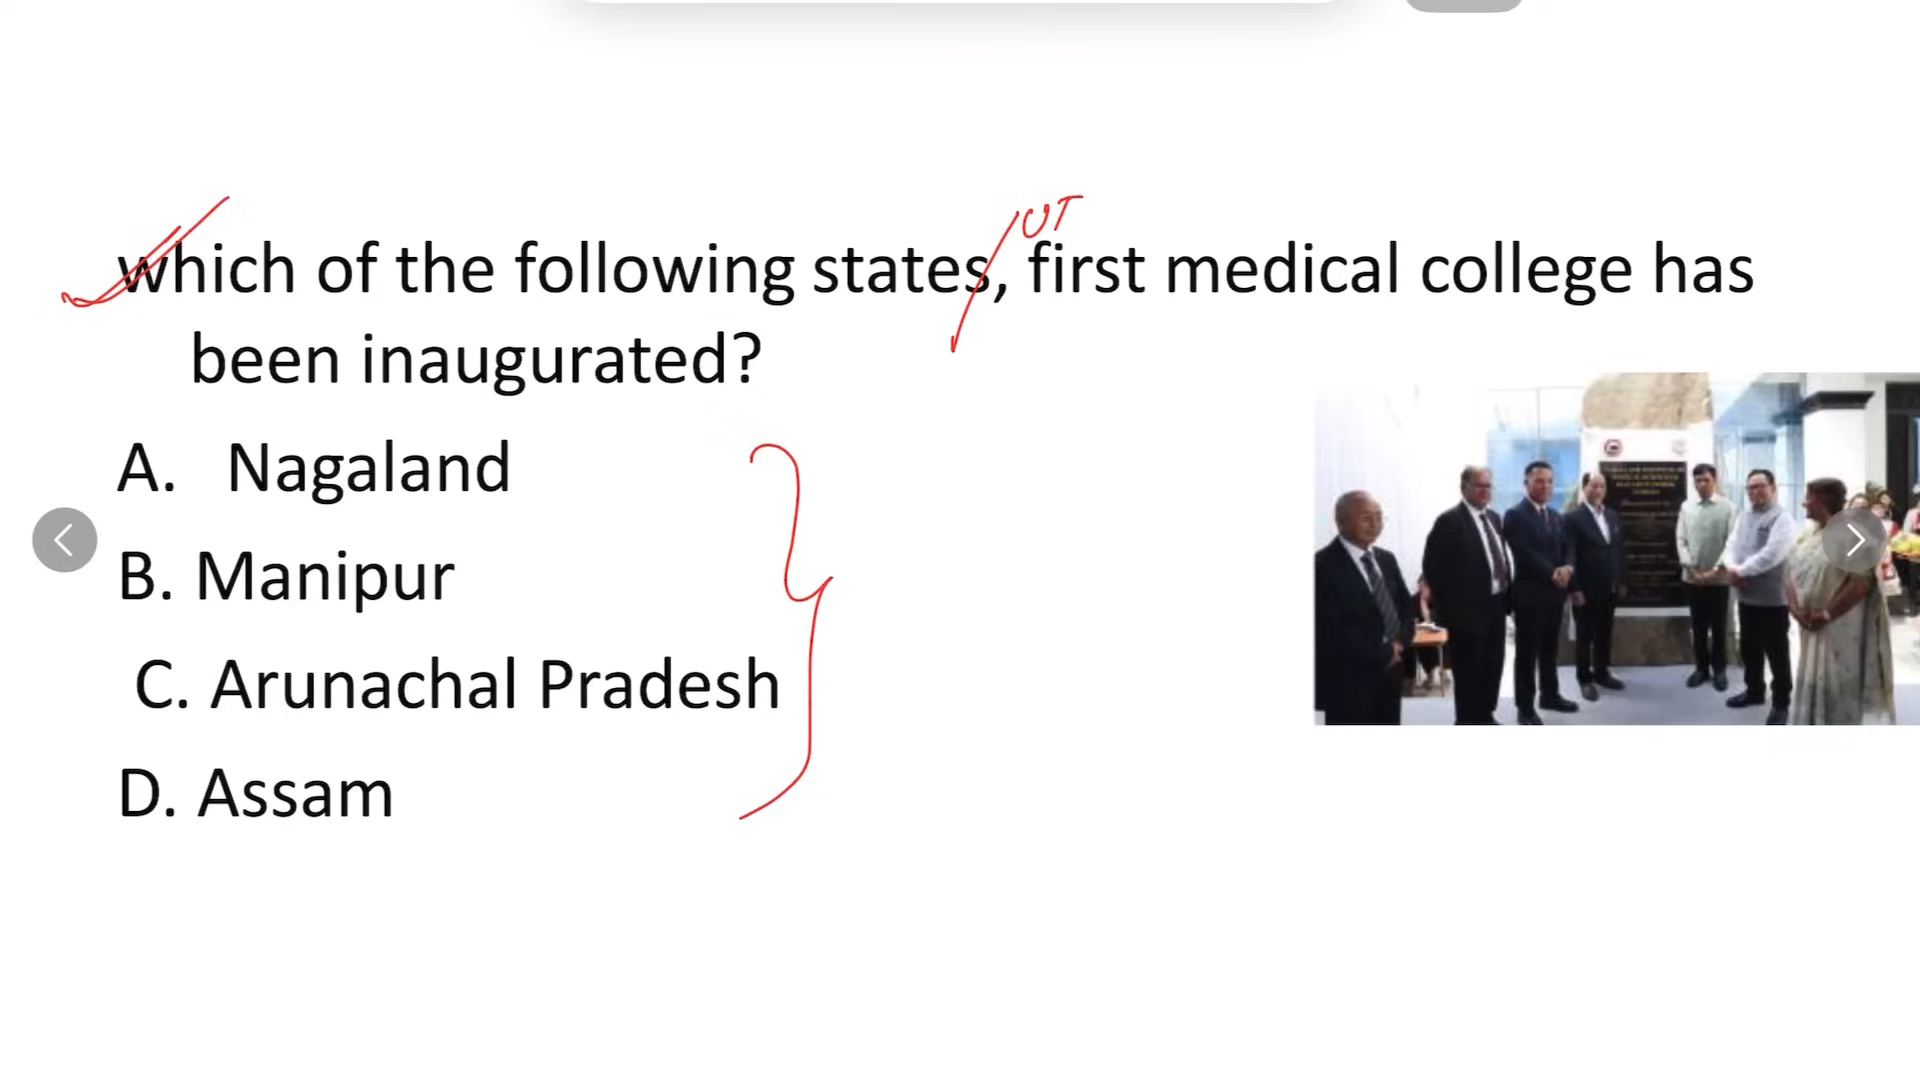 UT
which of the following states, first medical college has
been inaugurated?
A. Nagaland
B. Manipur
C. Arunachal Pradesh
D. Assam